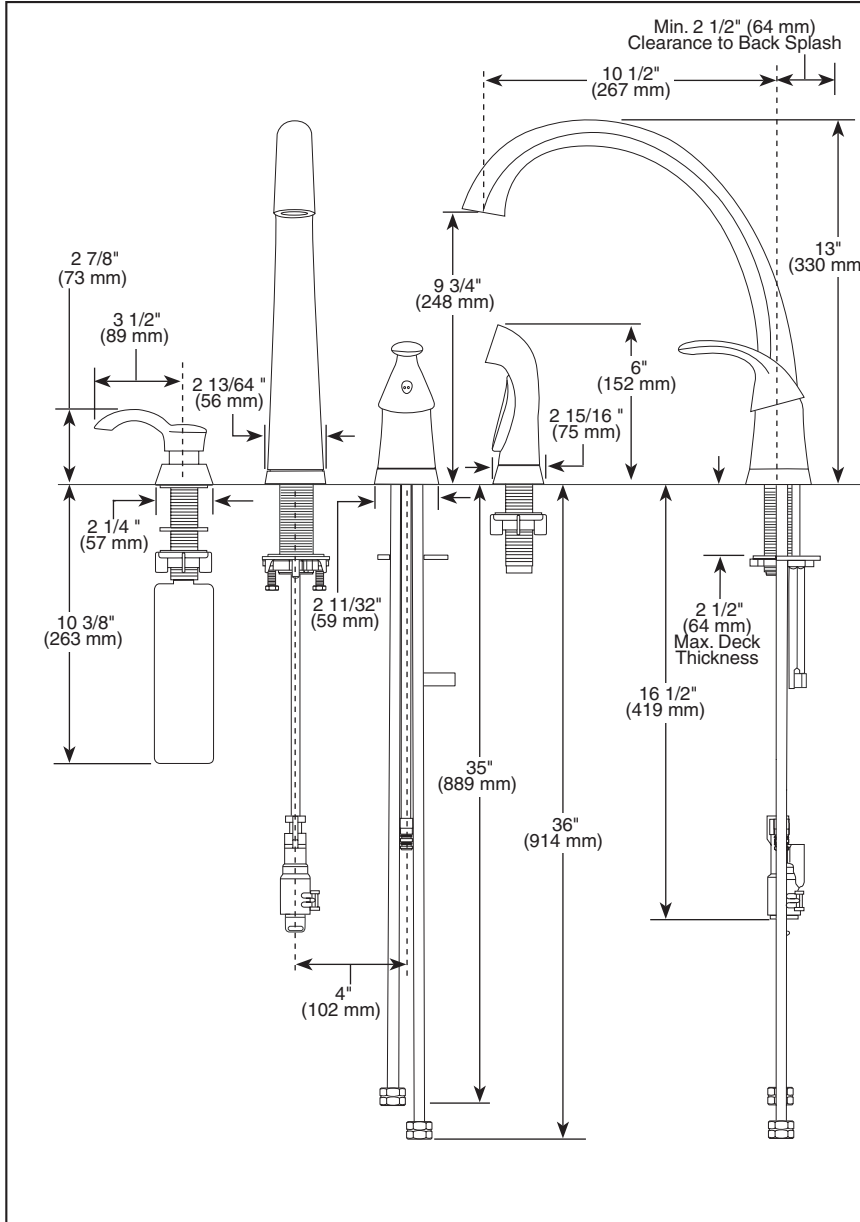 Min. 2 1/2" (64 mm)
Clearance to Back Splash
10 1/2"
(267 mm)
13"
(330 mm
2 7/8"
(73 mm)
9 3/4"
(248 mm)
3 1/2"
(89 mm)
2 13/64 "
(56 mm)
6"
(152 mm)
2 15/16 "
(75 mm)
2 1/4 "
(57 mm)
2 11/32"
(59 mm)
10 3/8"
(263 mm)
2 1/2"
(64 mm)
Max. Deck
Thickness
16 1/2"
(419 mm)
35"
(889 mm)
36"
(914 mm)
4"
(102 mm)